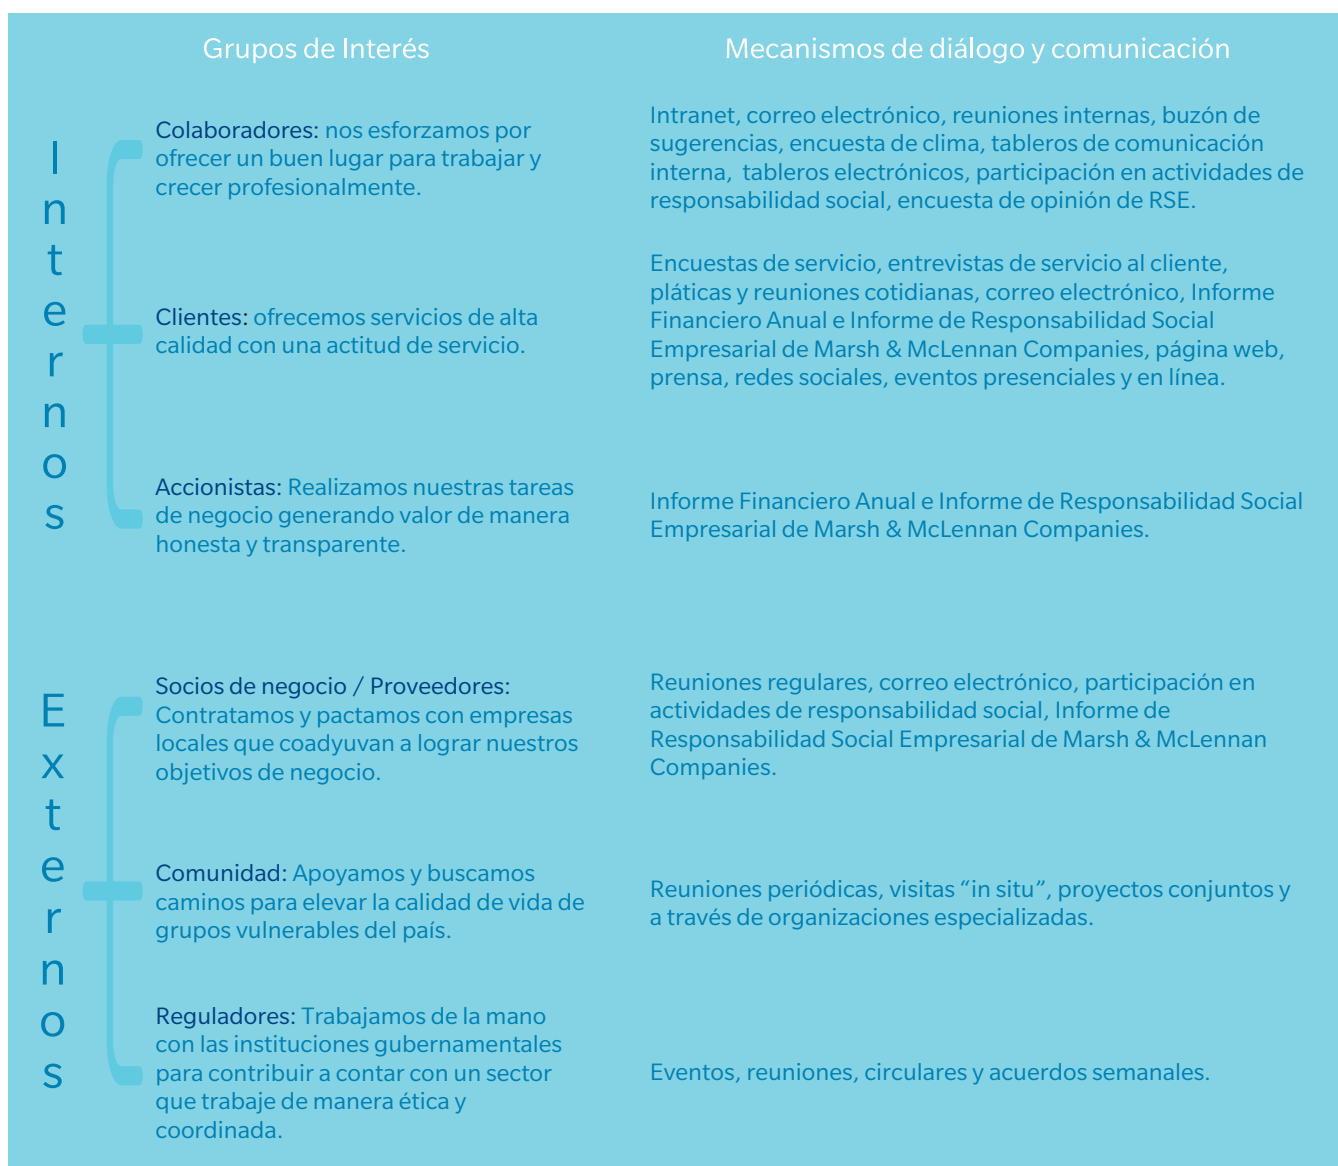 Grupos de Interés
Mecanismos de diálogo y comunicación
Internos
Colaboradores: nos esforzamos por
ofrecer un buen lugar para trabajar y
crecer profesionalmente.
Intranet, correo electrónico, reuniones internas, buzón de
sugerencias, encuesta de clima, tableros de comunicación
interna, tableros electrónicos, participación en actividades de
responsabilidad social, encuesta de opinión de RSE.
Clientes: ofrecemos servicios de alta
calidad con una actitud de servicio.
Encuestas de servicio, entrevistas de servicio al cliente,
pláticas y reuniones cotidianas, correo electrónico, Informe
Financiero Anual e Informe de Responsabilidad Social
Empresarial de Marsh & McLennan Companies, página web,
prensa, redes sociales, eventos presenciales y en línea.
Accionistas: Realizamos nuestras tareas
de negocio generando valor de manera
honesta y transparente.
Informe Financiero Anual e Informe de Responsabilidad Social
Empresarial de Marsh & McLennan Companies.
Externos
Socios de negocio / Proveedores:
Contratamos y pactamos con empresas
locales que coadyuvan a lograr nuestros
objetivos de negocio.
Reuniones regulares, correo electrónico, participación en
actividades de responsabilidad social, Informe de
Responsabilidad Social Empresarial de Marsh & McLennan
Companies.
Comunidad: Apoyamos y buscamos
caminos para elevar la calidad de vida de
grupos vulnerables del país.
Reuniones periódicas, visitas “in situ”, proyectos conjuntos y
a través de organizaciones especializadas.
Reguladores: Trabajamos de la mano
con las instituciones gubernamentales
para contribuir a contar con un sector
que trabaje de manera ética y
coordinada.
Eventos, reuniones, circulares y acuerdos semanales.